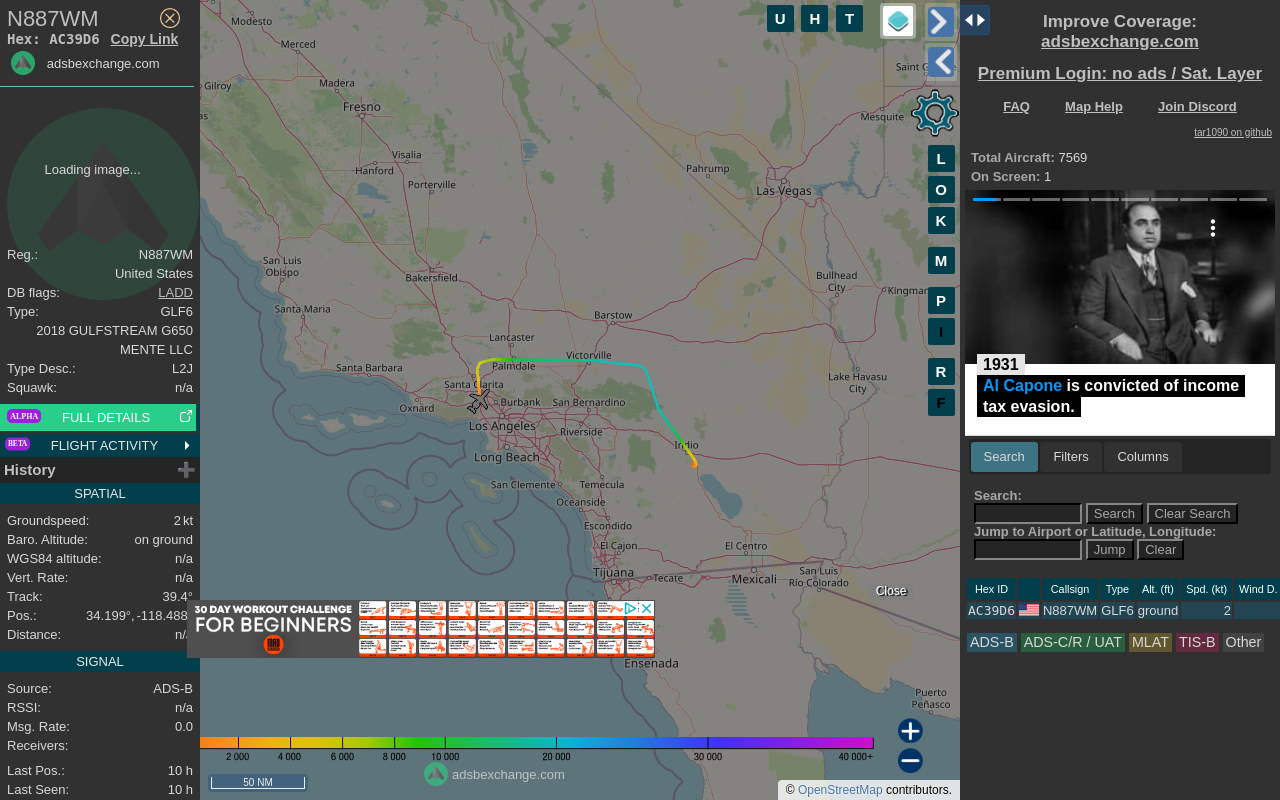 N887WM
Hex: AC39D6 Copy Link
adsbexchange.com
Loading image...
Reg.: N887WM
United States
DB flags: LADD
Type: GLF6
2018 GULFSTREAM G650
MENTE LLC
Type Desc.: L2J
Squawk: n/a
ALPHA FULL DETAILS
BETA FLIGHT ACTIVITY
History
SPATIAL
Groundspeed: 2 kt
Baro. Altitude: on ground
WGS84 altitude: n/a
Vert. Rate: n/a
Track: 39.4°
Pos.: 34.199°, -118.488
Distance: n/
SIGNAL
Source: ADS-B
RSSI: n/a
Msg. Rate: 0.0
Receivers:
Last Pos.: 10 h
Last Seen: 10 h
Modesto
Merced
Gilroy
Madera
Fresno
Visalia
Hanford
Porterville
San Luis
Obispo
Bakersfield
Santa Maria
Lancaster
Palmdale
Victorville
Barstow
Santa Barbara
Santa Clarita
Oxnard
Burbank
San Bernardino
Los Angeles
Riverside
Indio
Long Beach
San Clemente
Temecula
Oceanside
Escondido
El Cajon
Tijuana
Tecate
El Centro
Mexicali
San Luis
Río Colorado
Ensenada
Puerto
Peñasco
Pahrump
Las Vegas
Mesquite
Saint G
Bullhead
City
Kingman
Lake Havasu
City
U H T
L
O
K
M
P
I
R
F
Close
30 DAY WORKOUT CHALLENGE
FOR BEGINNERS
2 000 4 000 6 000 8 000 10 000 20 000 30 000 40 000+
50 NM
adsbexchange.com
© OpenStreetMap contributors.
Improve Coverage:
adsbexchange.com
Premium Login: no ads / Sat. Layer
FAQ Map Help Join Discord
tar1090 on github
Total Aircraft: 7569
On Screen: 1
1931
Al Capone is convicted of income
tax evasion.
Search Filters Columns
Search:
Search Clear Search
Jump to Airport or Latitude, Longitude:
Jump Clear
Hex ID Callsign Type Alt. (ft) Spd. (kt) Wind D.
AC39D6 N887WM GLF6 ground 2
ADS-B ADS-C/R / UAT MLAT TIS-B Other